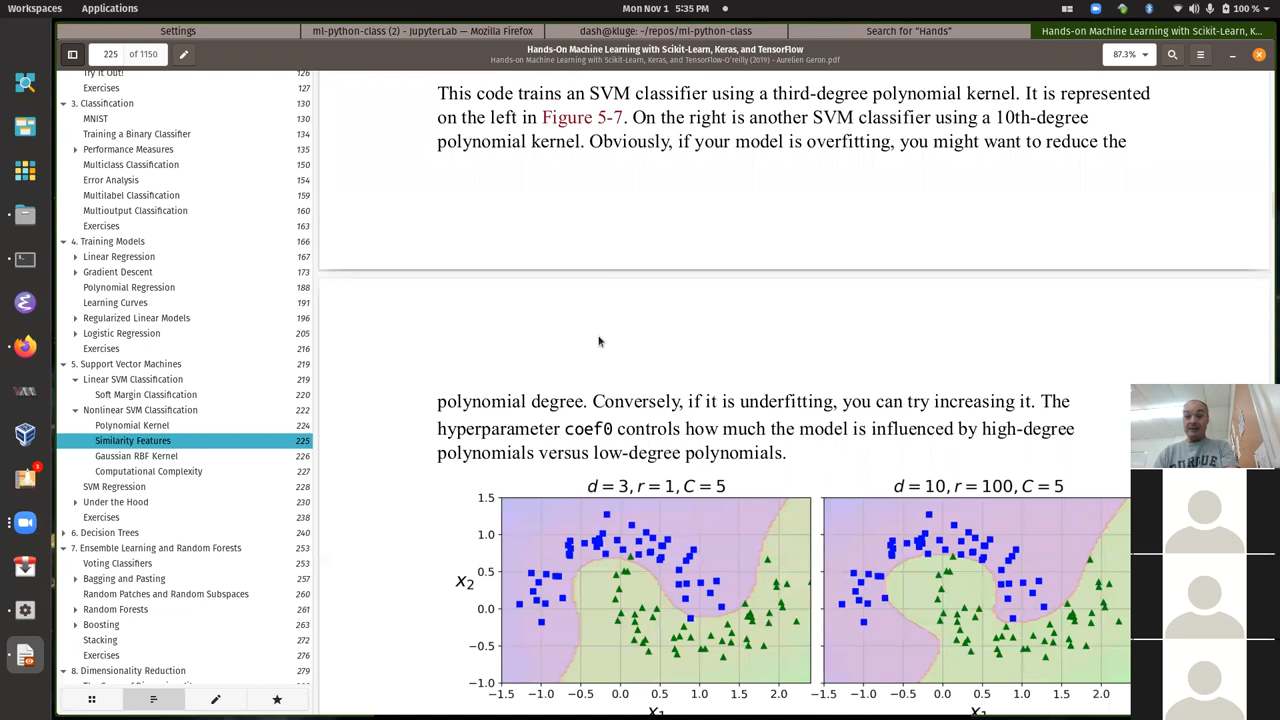 Workspaces Applications Mon Nov 1 5:35 PM 100 %
Settings ml-python-class (2) - JupyterLab — Mozilla Firefox dash@kluge: ~/repos/ml-python-class Search for "Hands" Hands-On Machine Learning with Scikit-Learn, K...
225 of 1150 Hands-On Machine Learning with Scikit-Learn, Keras, and TensorFlow 87.3%
Hands-on Machine Learning with Scikit-Learn, Keras, and TensorFlow-O'reilly (2019) - Aurelien Geron.pdf
Try It Out! 126
Exercises 127
3. Classification 130
MNIST 130
Training a Binary Classifier 134
Performance Measures 135
Multiclass Classification 150
Error Analysis 154
Multilabel Classification 159
Multioutput Classification 160
Exercises 163
4. Training Models 166
Linear Regression 167
Gradient Descent 173
Polynomial Regression 188
Learning Curves 191
Regularized Linear Models 196
Logistic Regression 205
Exercises 216
5. Support Vector Machines 219
Linear SVM Classification 219
Soft Margin Classification 220
Nonlinear SVM Classification 222
Polynomial Kernel 224
Similarity Features 225
Gaussian RBF Kernel 226
Computational Complexity 227
SVM Regression 228
Under the Hood 230
Exercises 238
6. Decision Trees 240
7. Ensemble Learning and Random Forests 253
Voting Classifiers 253
Bagging and Pasting 257
Random Patches and Random Subspaces 260
Random Forests 261
Boosting 263
Stacking 272
Exercises 276
8. Dimensionality Reduction 279
This code trains an SVM classifier using a third-degree polynomial kernel. It is represented
on the left in Figure 5-7. On the right is another SVM classifier using a 10th-degree
polynomial kernel. Obviously, if your model is overfitting, you might want to reduce the
polynomial degree. Conversely, if it is underfitting, you can try increasing it. The
hyperparameter coef0 controls how much the model is influenced by high-degree
polynomials versus low-degree polynomials.
d = 3, r = 1, C = 5 d = 10, r = 100, C = 5
1.5
1.0
0.5
x2
0.0
−0.5
−1.0
−1.5 −1.0 −0.5 0.0 0.5 1.0 1.5 2.0 −1.5 −1.0 −0.5 0.0 0.5 1.0 1.5 2.0
x1 x1
PURDUE